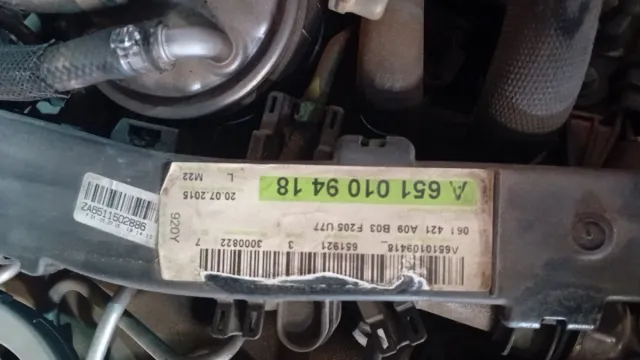 A 651 010 94 18
061 421 A09 B03 F205 U77
20.07.2015 L
M22
920Y
A6510109418
651921 3 3000822 7
ZA6511502886